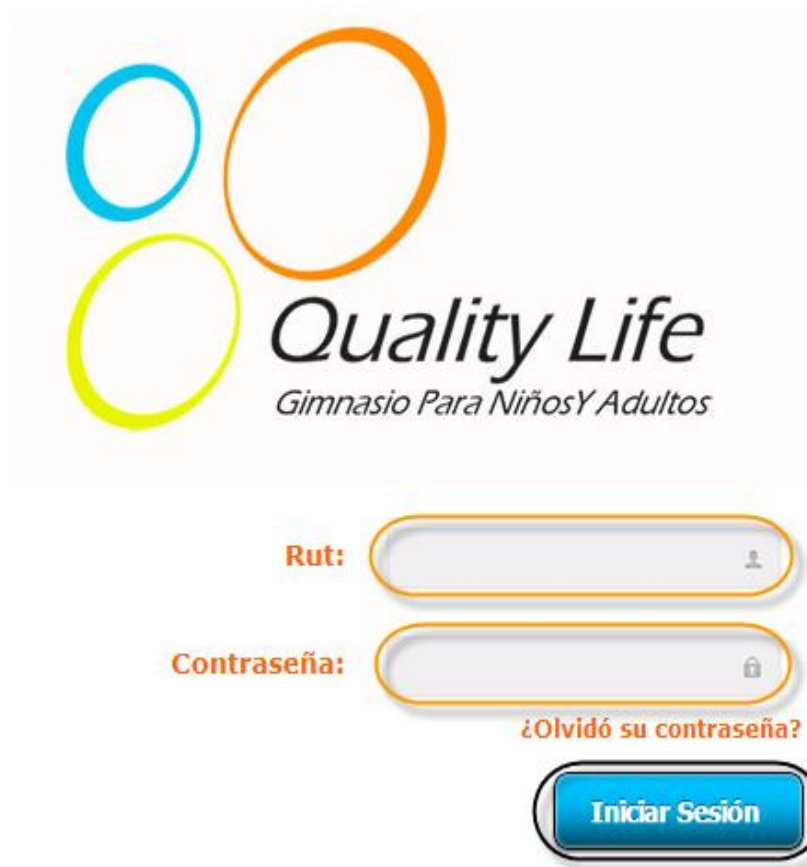 Quality Life
Gimnasio Para NiñosY Adultos
Rut:
Contraseña:
¿Olvidó su contraseña?
Iniciar Sesión